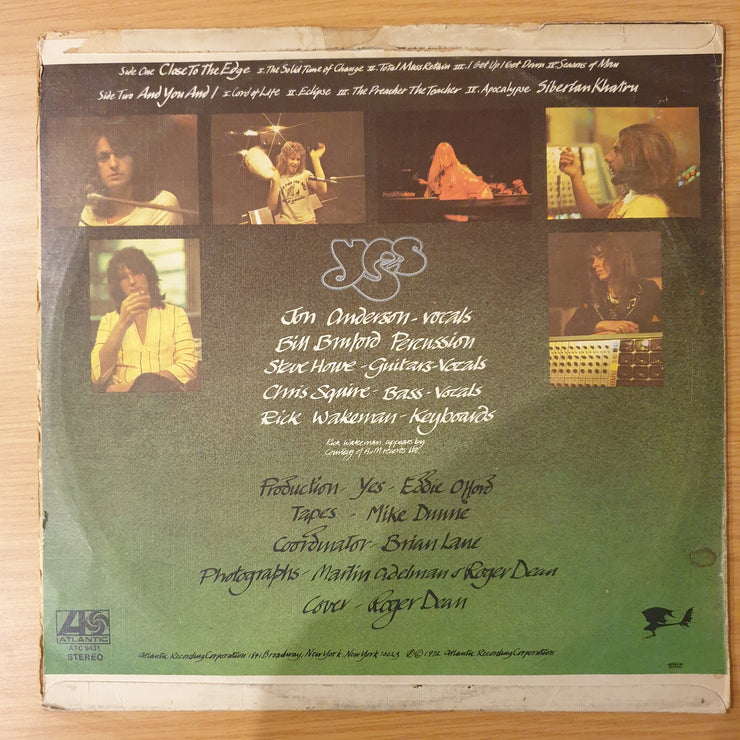 Side One Close To The Edge I. The Solid Time of Change II. Total Mass Retain III. I Get Up I Get Down IV. Seasons of Man
Side Two And You And I I. Cord of Life II. Eclipse III. The Preacher The Teacher IV. Apocalypse Siberian Khatru
yes
Jon Anderson - vocals
Bill Bruford Percussion
Steve Howe - Guitars - Vocals
Chris Squire - Bass - Vocals
Rick Wakeman - Keyboards
Rick Wakeman appears by
Courtesy of A&M records Ltd.
Production - Yes - Eddie Offord
Tapes - Mike Dunne
Coordinator - Brian Lane
Photographs - Martin Adelman & Roger Dean
Cover - Roger Dean
ATLANTIC
ATC 9431
STEREO
Atlantic Recording Corporation 1841 Broadway, New York, New York 10023 ℗© 1972 Atlantic Recording Corporation